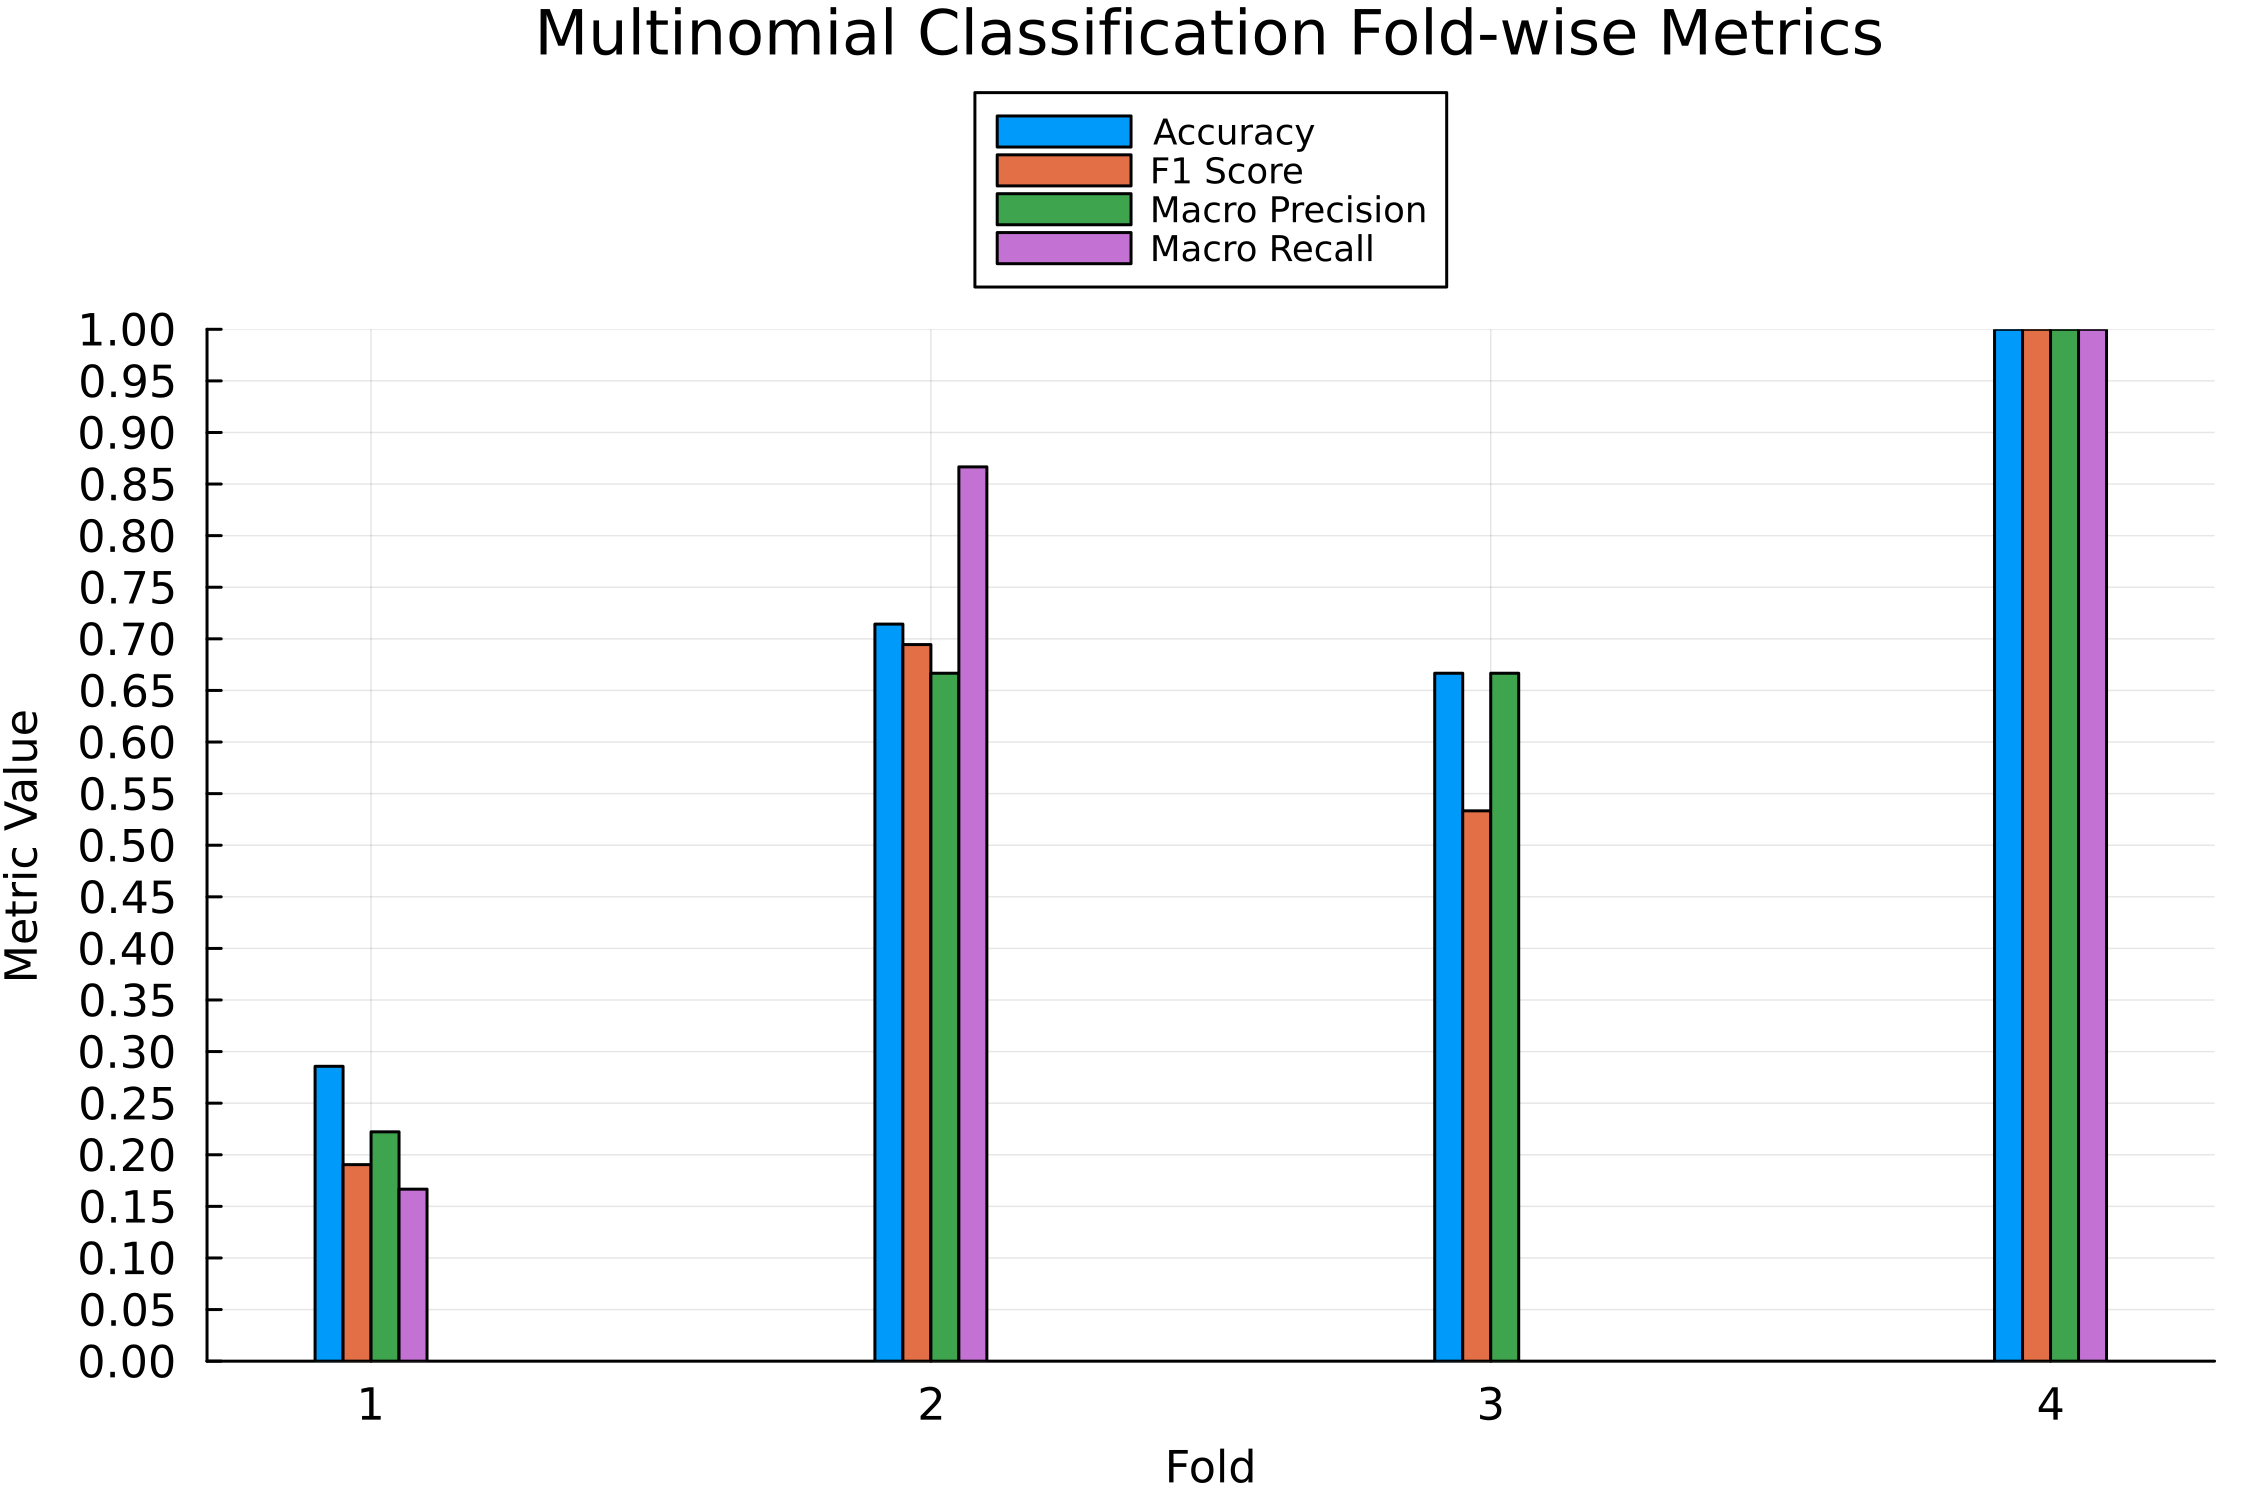 Multinomial Classification Fold-wise Metrics
Accuracy
F1 Score
Macro Precision
Macro Recall
1.00
0.95
0.90
0.85
0.80
0.75
0.70
0.65
0.60
0.55
0.50
0.45
0.40
0.35
0.30
0.25
0.20
0.15
0.10
0.05
0.00
Metric Value
1 2 3 4
Fold